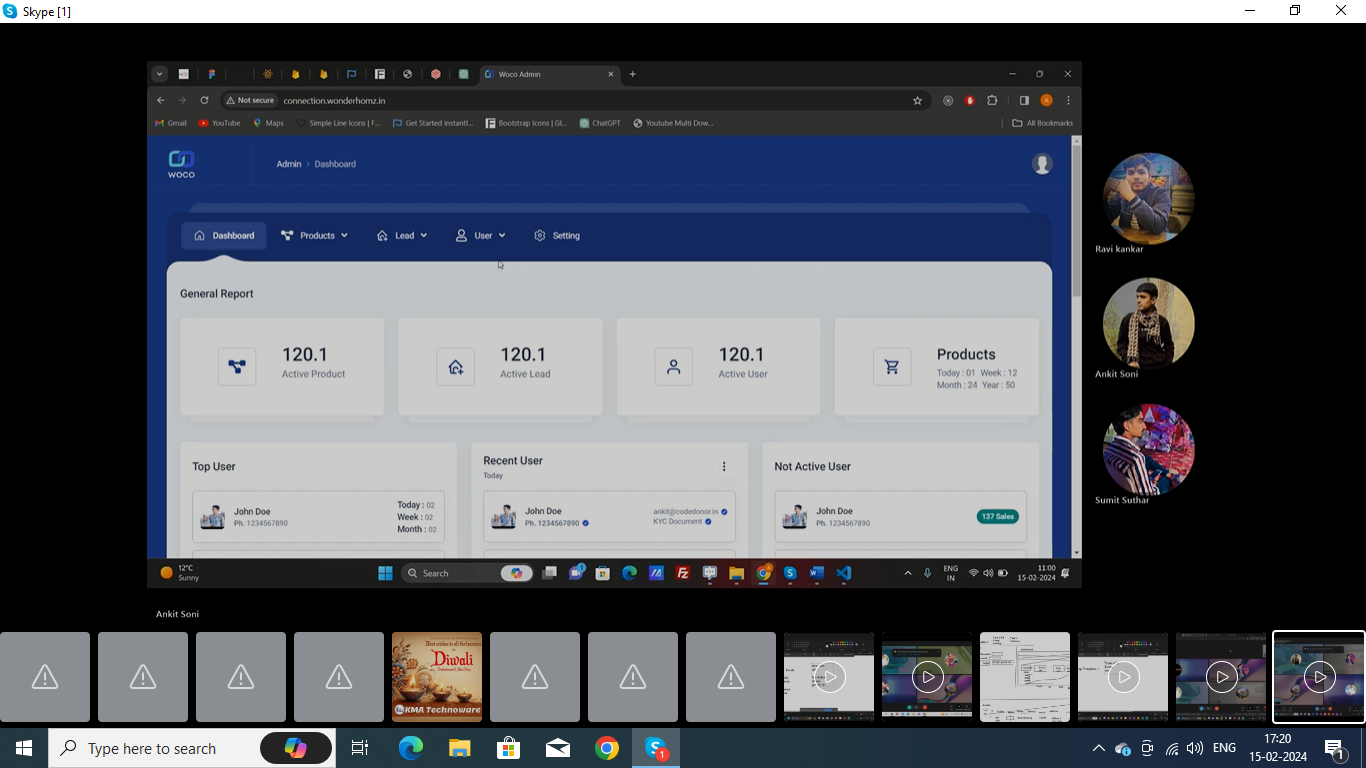 Skype [1]
Woco Admin
Not secure connection.wonderhomz.in
Gmail YouTube Maps Simple Line Icons | F... Get Started instantl... Bootstrap Icons | Gl... ChatGPT Youtube Multi Dow... All Bookmarks
WOCO
Admin > Dashboard
Dashboard Products Lead User Setting
General Report
120.1
Active Product
120.1
Active Lead
120.1
Active User
Products
Today : 01 Week : 12
Month : 24 Year : 50
Top User
John Doe
Ph. 1234567890
Today : 02
Week : 02
Month : 02
Recent User
Today
John Doe
Ph. 1234567890
ankit@codedonor.in
KYC Document
Not Active User
John Doe
Ph. 1234567890
137 Sales
12°C
Sunny
Search
ENG
IN
11:00
15-02-2024
Ravi kankar
Ankit Soni
Sumit Suthar
Ankit Soni
Diwali
KMA Technoware
Type here to search
1
ENG
17:20
15-02-2024
1